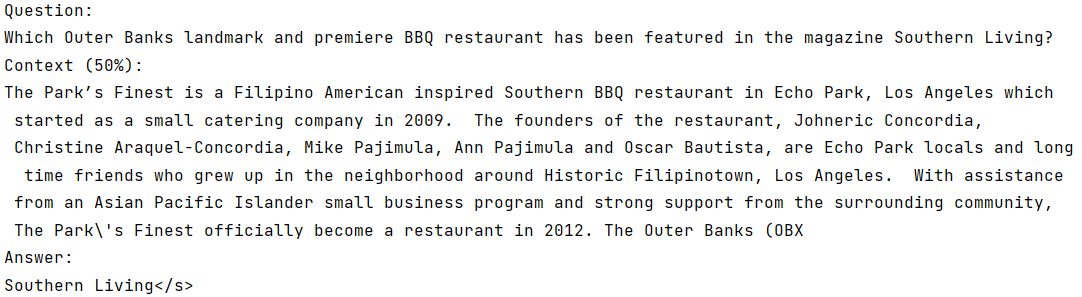 Question:
Which Outer Banks landmark and premiere BBQ restaurant has been featured in the magazine Southern Living?
Context (50%):
The Park’s Finest is a Filipino American inspired Southern BBQ restaurant in Echo Park, Los Angeles which
started as a small catering company in 2009.  The founders of the restaurant, Johneric Concordia,
Christine Araquel-Concordia, Mike Pajimula, Ann Pajimula and Oscar Bautista, are Echo Park locals and long
time friends who grew up in the neighborhood around Historic Filipinotown, Los Angeles.  With assistance
from an Asian Pacific Islander small business program and strong support from the surrounding community,
The Park\'s Finest officially become a restaurant in 2012. The Outer Banks (OBX
Answer:
Southern Living</s>